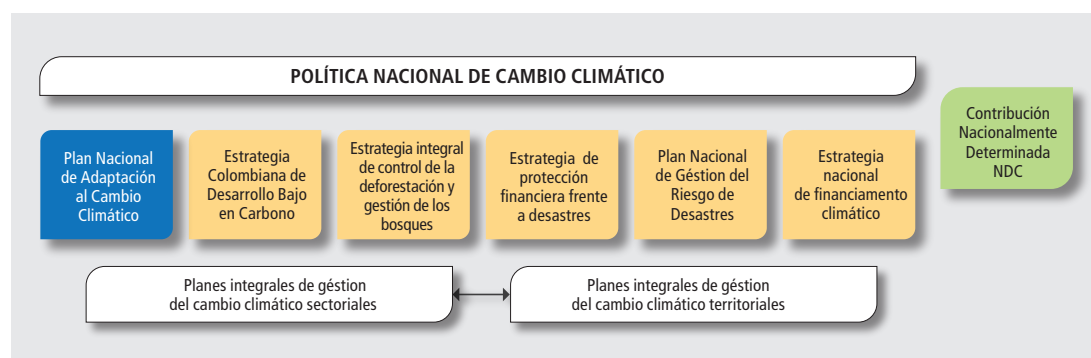 POLÍTICA NACIONAL DE CAMBIO CLIMÁTICO
Contribución
Nacionalmente
Determinada
NDC
Plan Nacional
de Adaptación
al Cambio
Climático
Estrategia
Colombiana de
Desarrollo Bajo
en Carbono
Estrategia integral
de control de la
deforestación y
gestión de los
bosques
Estrategia de
protección
financiera frente
a desastres
Plan Nacional
de Géstion del
Riesgo de
Desastres
Estrategia
nacional
de financiamento
climático
Planes integrales de géstion
del cambio climático sectoriales
Planes integrales de géstion
del cambio climático territoriales